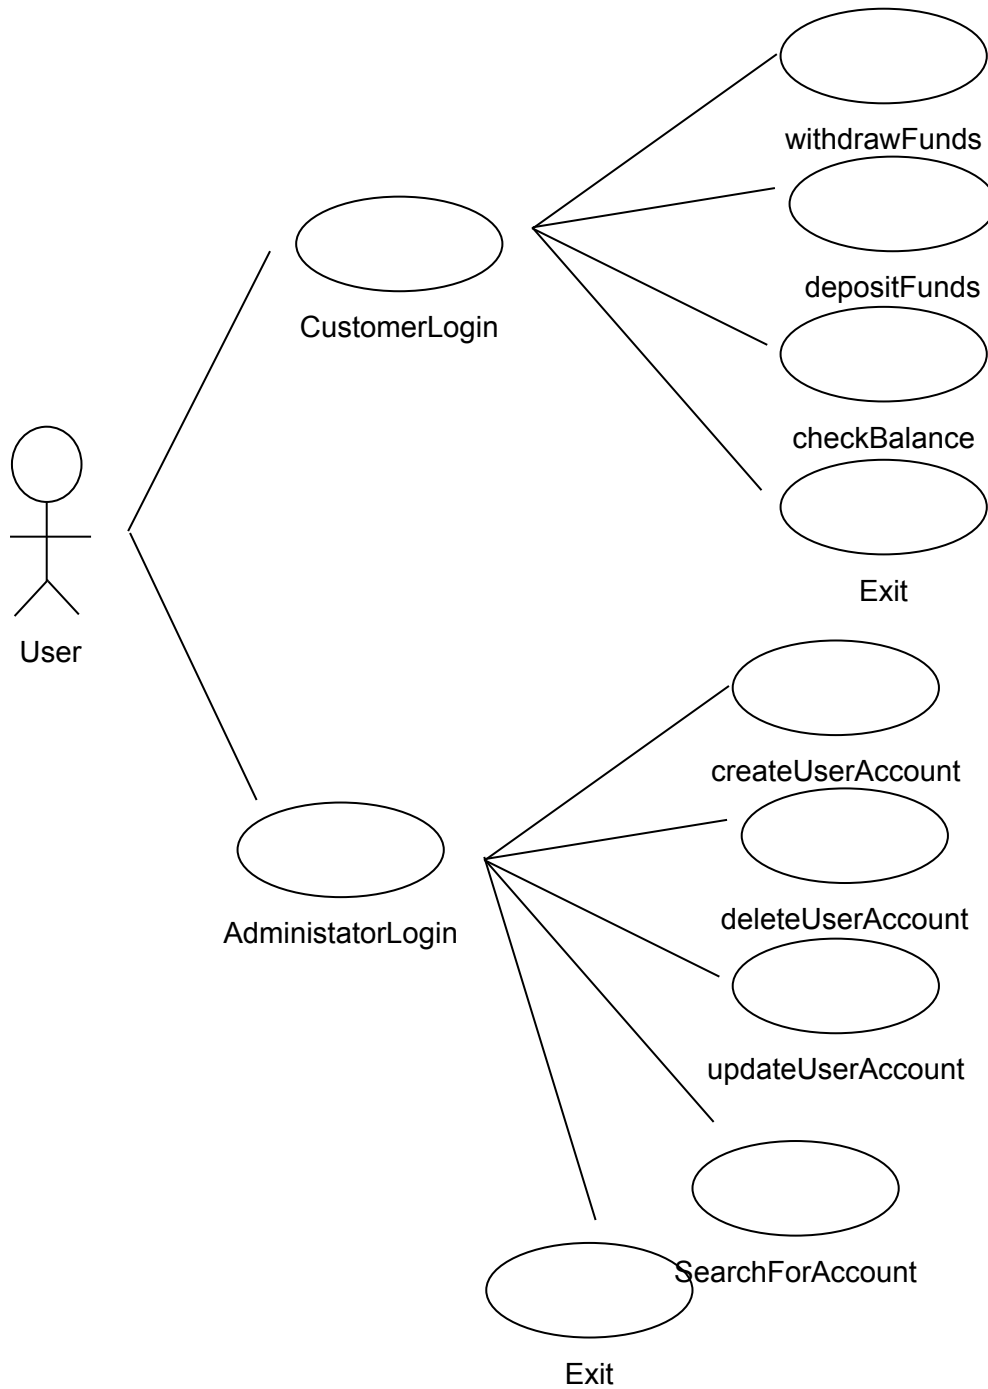 withdrawFunds
depositFunds
CustomerLogin
checkBalance
Exit
User
createUserAccount
deleteUserAccount
AdministatorLogin
updateUserAccount
SearchForAccount
Exit